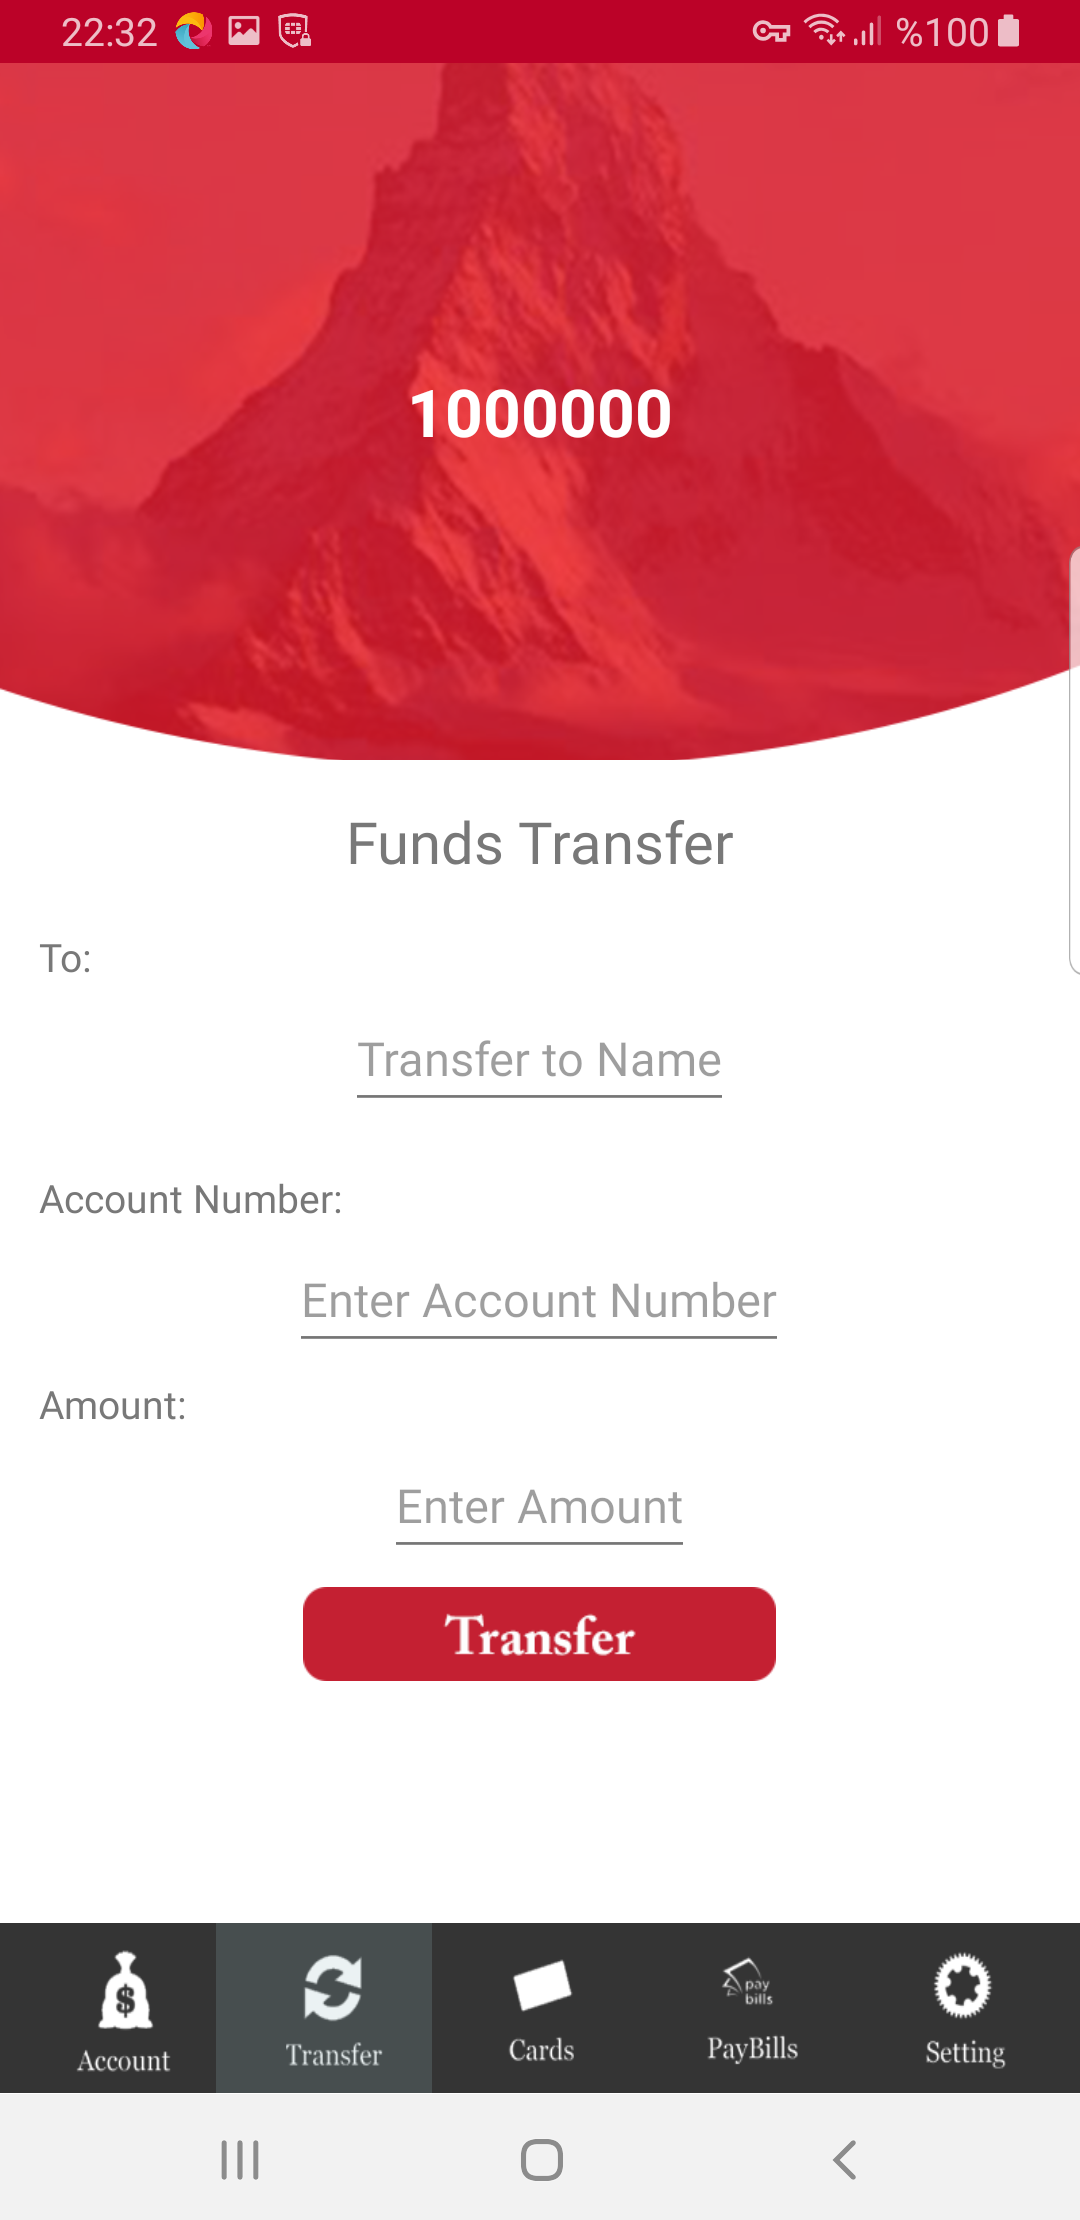 22:32 %100
1000000
Funds Transfer
To:
Transfer to Name
Account Number:
Enter Account Number
Amount:
Enter Amount
Transfer
$ pay
bills
Account Transfer Cards PayBills Setting